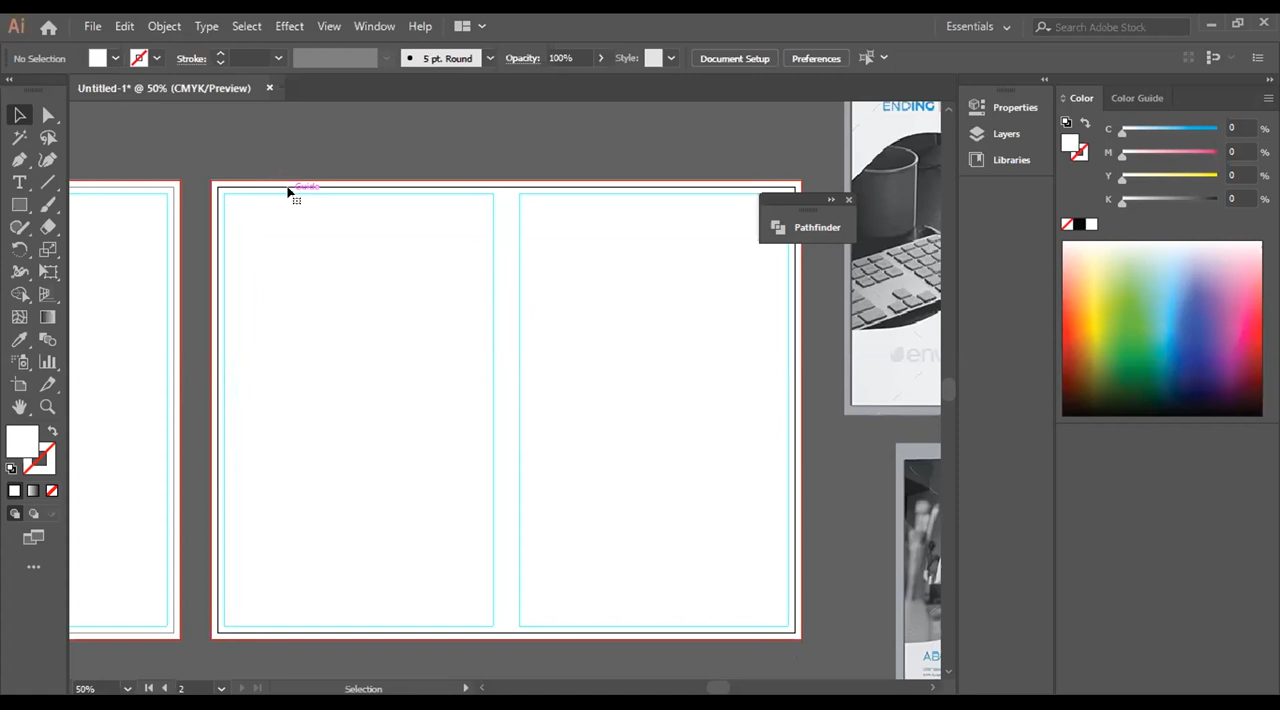 Ai File Edit Object Type Select Effect View Window Help Essentials Search Adobe Stock
No Selection Stroke: 5 pt. Round Opacity: 100% Style: Document Setup Preferences
Untitled-1* @ 50% (CMYK/Preview)
Properties
Layers
Libraries
Color Color Guide
C 0 %
M 0 %
Y 0 %
K 0 %
ENDING
Guide
Pathfinder
50% 2 Selection